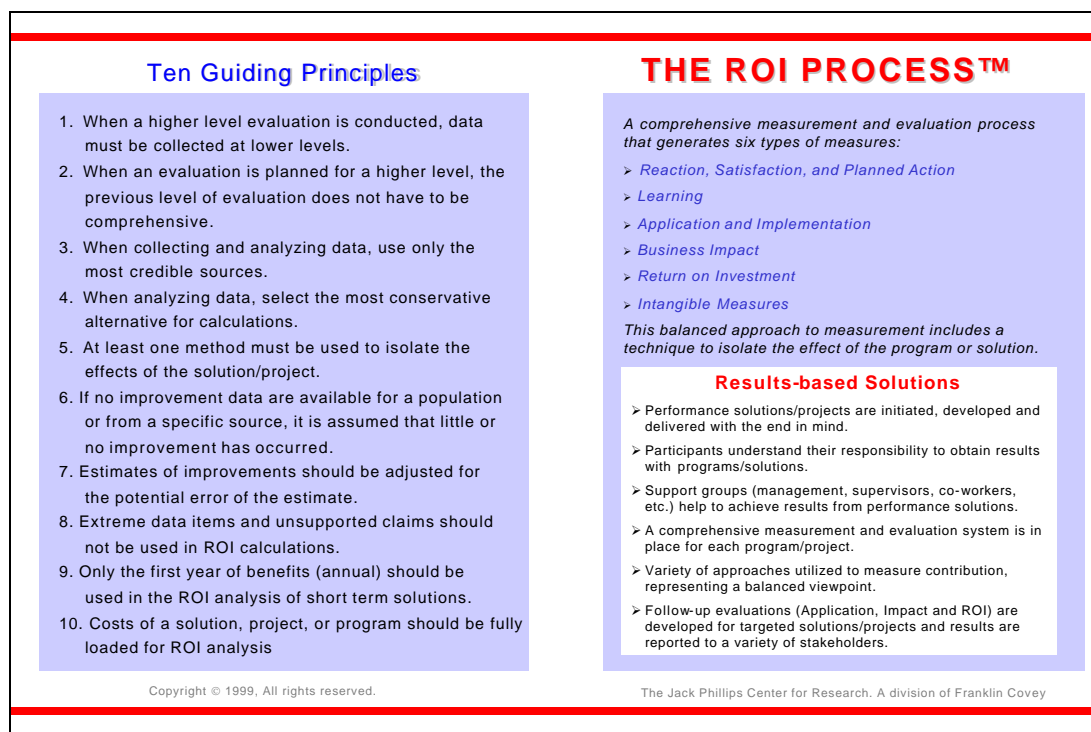 Ten Guiding Principles
1. When a higher level evaluation is conducted, data
must be collected at lower levels.
2. When an evaluation is planned for a higher level, the
previous level of evaluation does not have to be
comprehensive.
3. When collecting and analyzing data, use only the
most credible sources.
4. When analyzing data, select the most conservative
alternative for calculations.
5. At least one method must be used to isolate the
effects of the solution/project.
6. If no improvement data are available for a population
or from a specific source, it is assumed that little or
no improvement has occurred.
7. Estimates of improvements should be adjusted for
the potential error of the estimate.
8. Extreme data items and unsupported claims should
not be used in ROI calculations.
9. Only the first year of benefits (annual) should be
used in the ROI analysis of short term solutions.
10. Costs of a solution, project, or program should be fully
loaded for ROI analysis
Copyright © 1999, All rights reserved.
THE ROI PROCESS™
A comprehensive measurement and evaluation process
that generates six types of measures:
➢ Reaction, Satisfaction, and Planned Action
➢ Learning
➢ Application and Implementation
➢ Business Impact
➢ Return on Investment
➢ Intangible Measures
This balanced approach to measurement includes a
technique to isolate the effect of the program or solution.
Results-based Solutions
➢ Performance solutions/projects are initiated, developed and
delivered with the end in mind.
➢ Participants understand their responsibility to obtain results
with programs/solutions.
➢ Support groups (management, supervisors, co-workers,
etc.) help to achieve results from performance solutions.
➢ A comprehensive measurement and evaluation system is in
place for each program/project.
➢ Variety of approaches utilized to measure contribution,
representing a balanced viewpoint.
➢ Follow-up evaluations (Application, Impact and ROI) are
developed for targeted solutions/projects and results are
reported to a variety of stakeholders.
The Jack Phillips Center for Research. A division of Franklin Covey